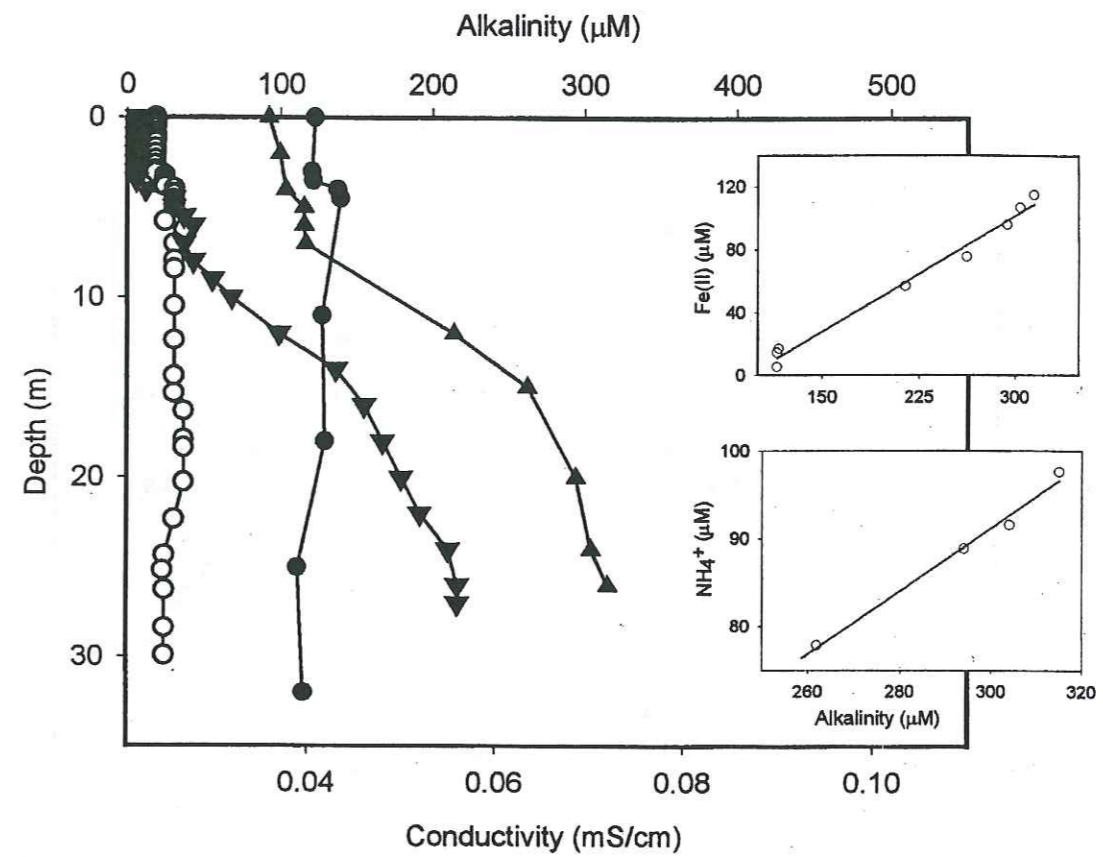 Alkalinity (μM)
0 100 200 300 400 500
0
10
20
30
Depth (m)
0.04 0.06 0.08 0.10
Conductivity (mS/cm)
120
80
40
0
Fe(II) (μM)
150 225 300
100
90
80
NH4+ (μM)
260 280 300 320
Alkalinity (μM)